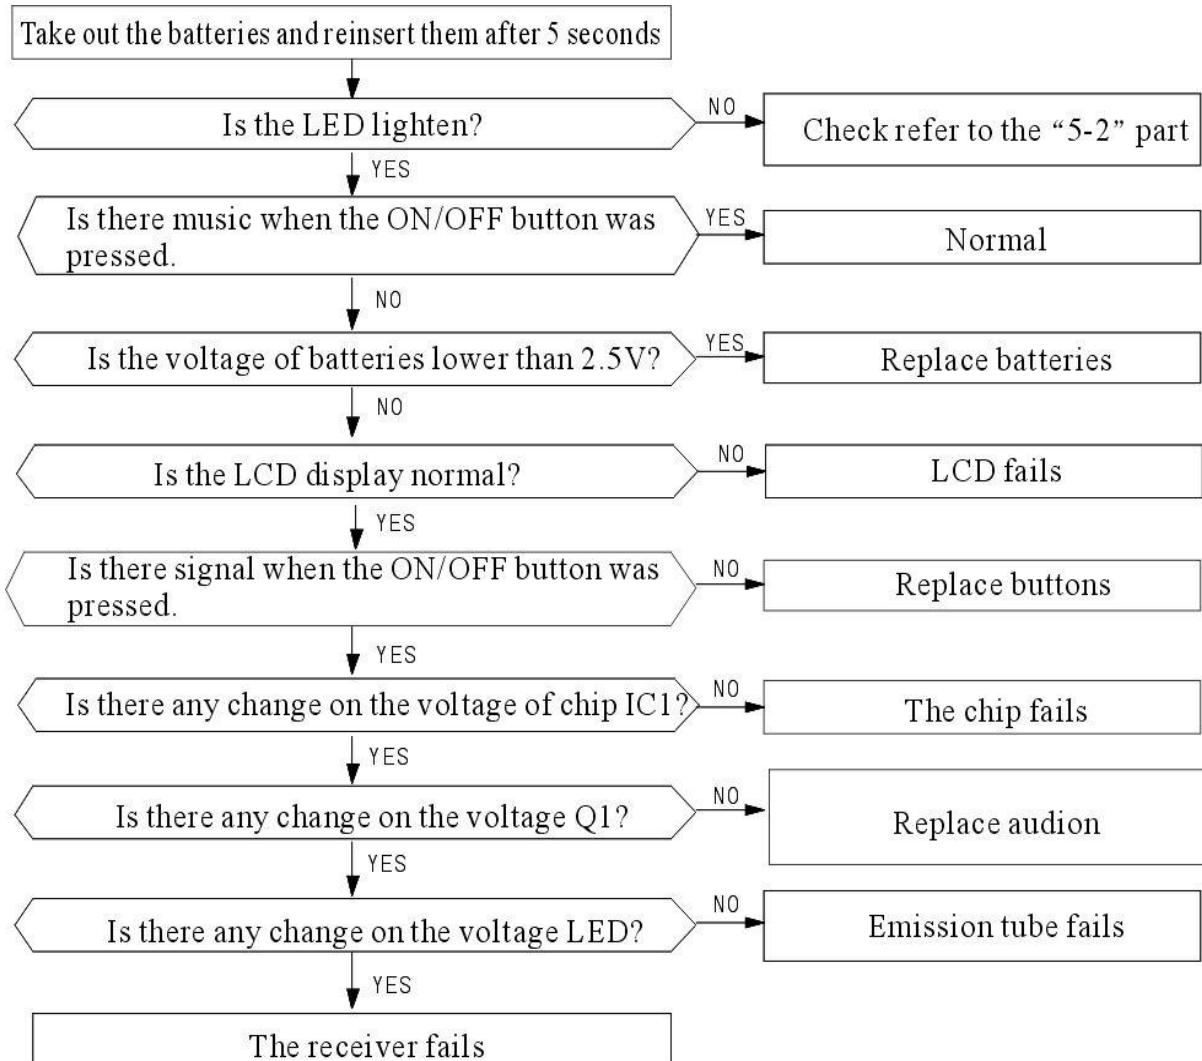 Take out the batteries and reinsert them after 5 seconds
Is the LED lighten?
NO
Check refer to the “5-2” part
YES
Is there music when the ON/OFF button was
pressed.
YES
Normal
NO
Is the voltage of batteries lower than 2.5V?
YES
Replace batteries
NO
Is the LCD display normal?
NO
LCD fails
YES
Is there signal when the ON/OFF button was
pressed.
NO
Replace buttons
YES
Is there any change on the voltage of chip IC1?
NO
The chip fails
YES
Is there any change on the voltage Q1?
NO
Replace audion
YES
Is there any change on the voltage LED?
NO
Emission tube fails
YES
The receiver fails